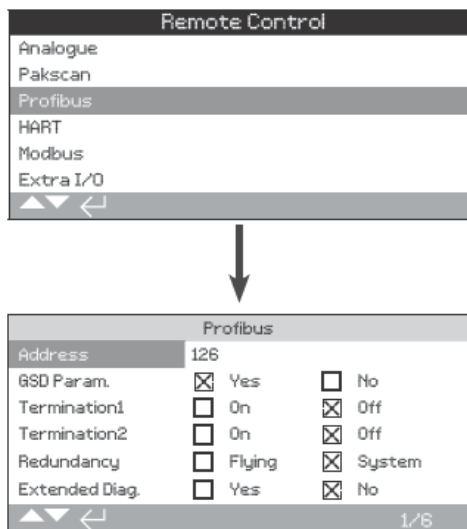 Remote Control
Analogue
Pakscan
Profibus
HART
Modbus
Extra I/O
Profibus
Address 126
GSD Param. Yes No
Termination1 On Off
Termination2 On Off
Redundancy Flying System
Extended Diag. Yes No
1/6